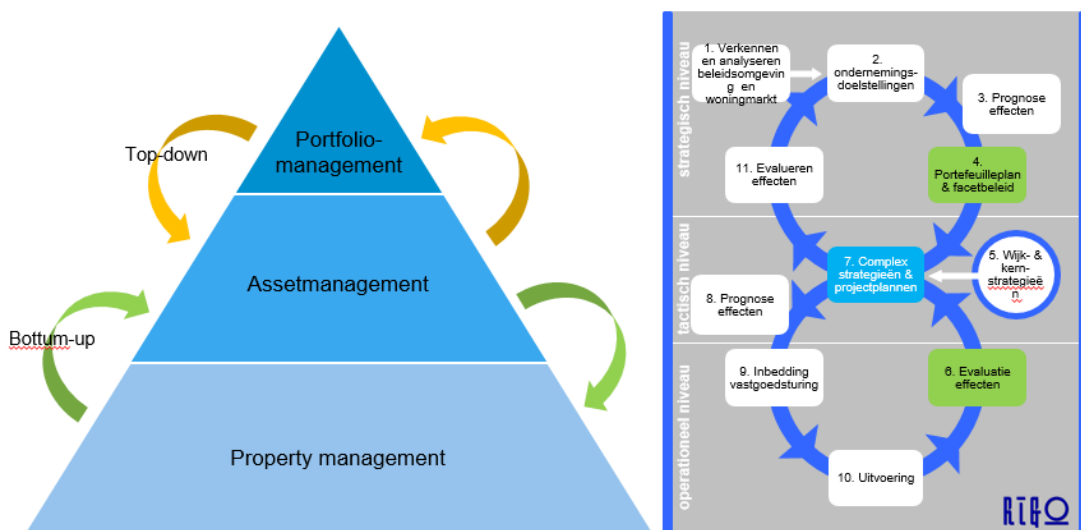 Top-down
Bottum-up
Portfolio-
management
Assetmanagement
Property management
strategisch niveau
tactisch niveau
operationeel niveau
1. Verkennen
en analyseren
beleidsomgevin
g en
woningmarkt
2.
ondernemings-
doelstellingen
3. Prognose
effecten
4.
Portefeuilleplan
& facetbeleid
11. Evalueren
effecten
7. Complex
strategieën &
projectplannen
5. Wijk- &
kern-
strategieë
n
8. Prognose
effecten
9. Inbedding
vastgoedsturing
6. Evaluatie
effecten
10. Uitvoering
RIGO